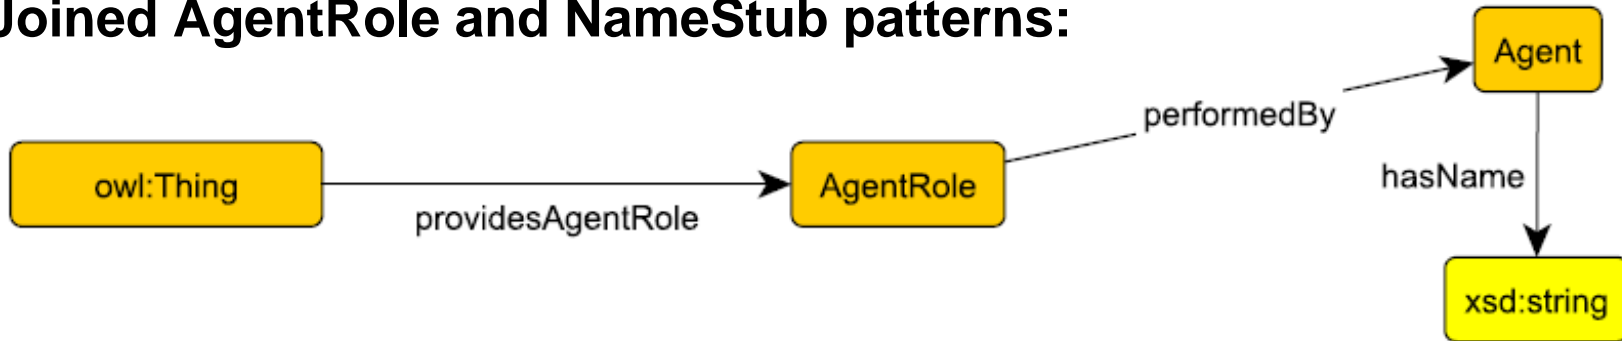 Joined AgentRole and NameStub patterns:
Agent
performedBy
owl:Thing
AgentRole
hasName
providesAgentRole
xsd:string